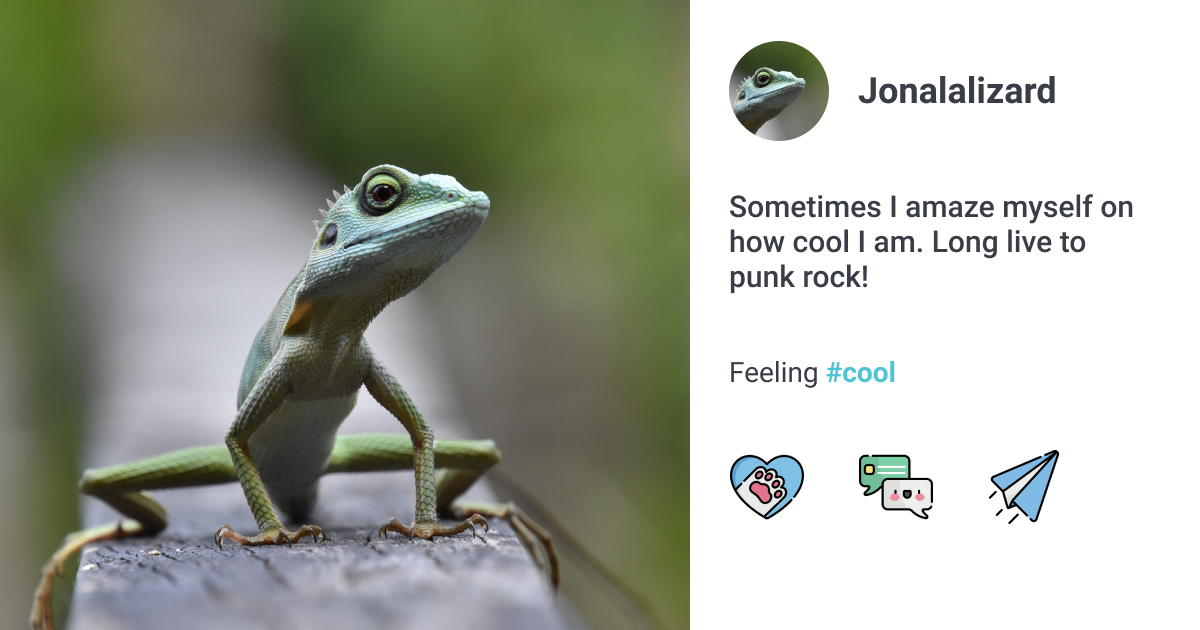 Jonalalizard
Sometimes I amaze myself on
how cool I am. Long live to
punk rock!
Feeling #cool